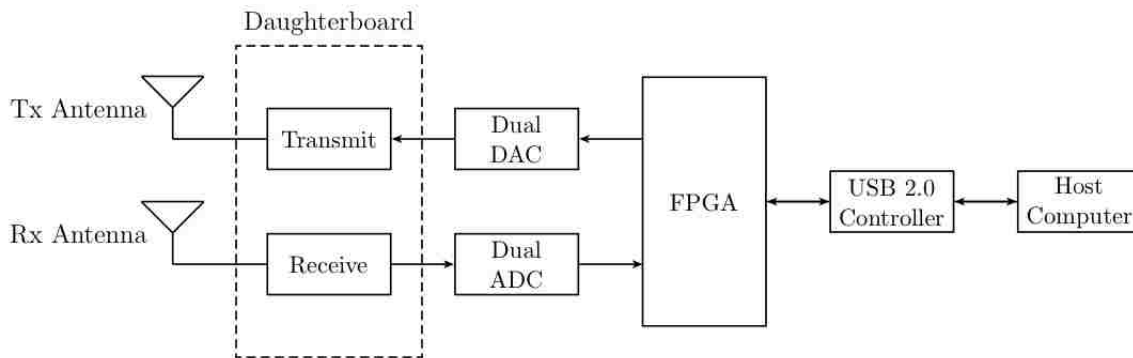 Daughterboard
Tx Antenna
Transmit
Dual
DAC
FPGA
USB 2.0
Controller
Host
Computer
Rx Antenna
Receive
Dual
ADC